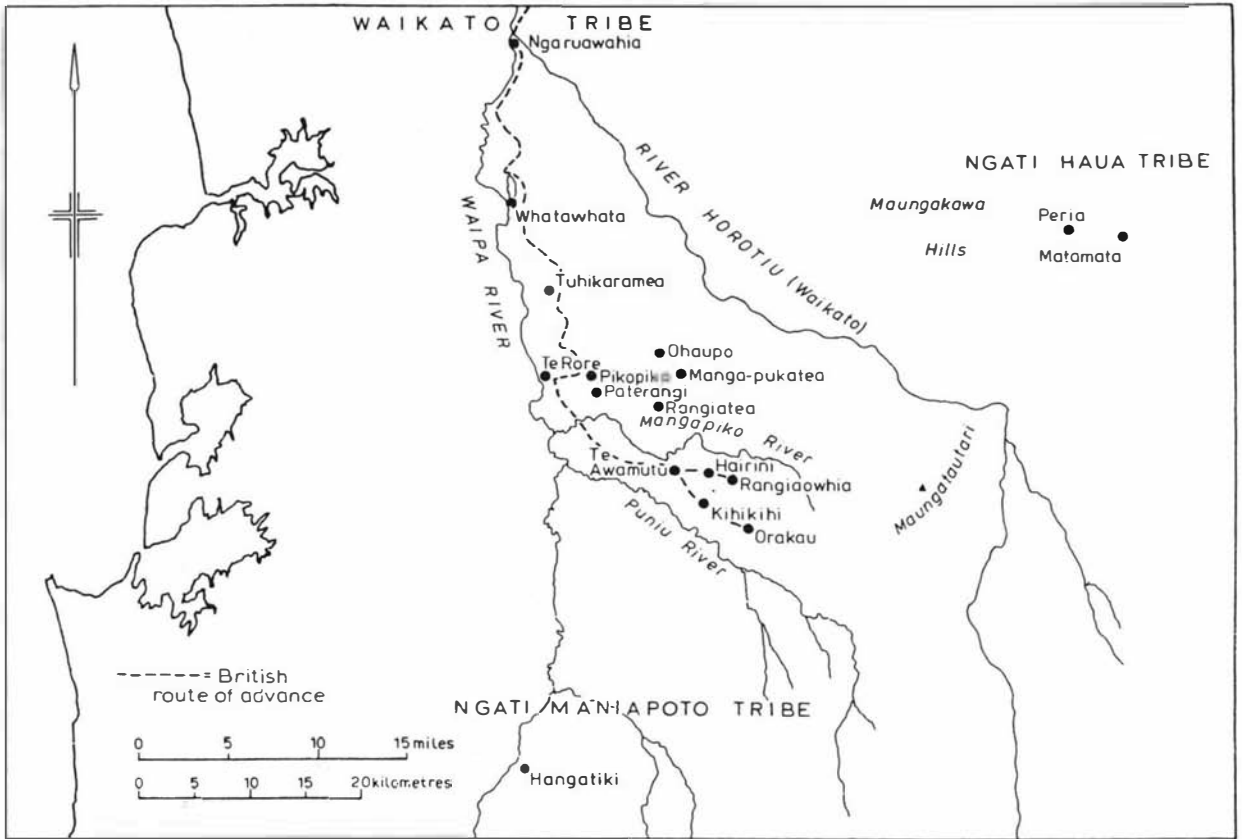 WAIKATO TRIBE
Ngaruawahia
RIVER HOROTIU (Waikato)
NGATI HAUA TRIBE
Maungakawa
Hills
Peria
Matamata
WAIPA RIVER
Whatawhata
Tuhikaramea
Ohaupo
Te Rore
Pikopiko
Manga-pukatea
Paterangi
Rangiatea
Mangapiko River
Te
Awamutu
Hairini
Rangiaowhia
Kihikihi
Orakau
Puniu River
Maungatautari
= British
route of advance
NGATI MANIAPOTO TRIBE
0 5 10 15 miles
0 5 10 15 20 kilometres
Hangatiki